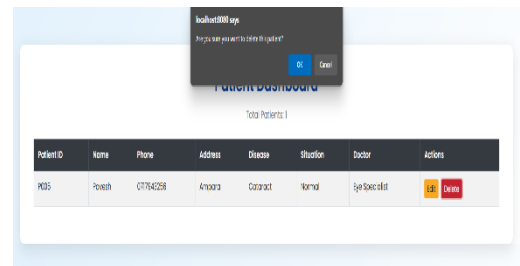 localhost:8080 says
Are you sure you want to delete this patient?
OK Cancel
Patient Dashboard
Total Patients: 1
Patient ID Name Phone Address Disease Situation Doctor Actions
P005 Pavesh Ampara Cataract Normal Eye Specialist Edit Delete